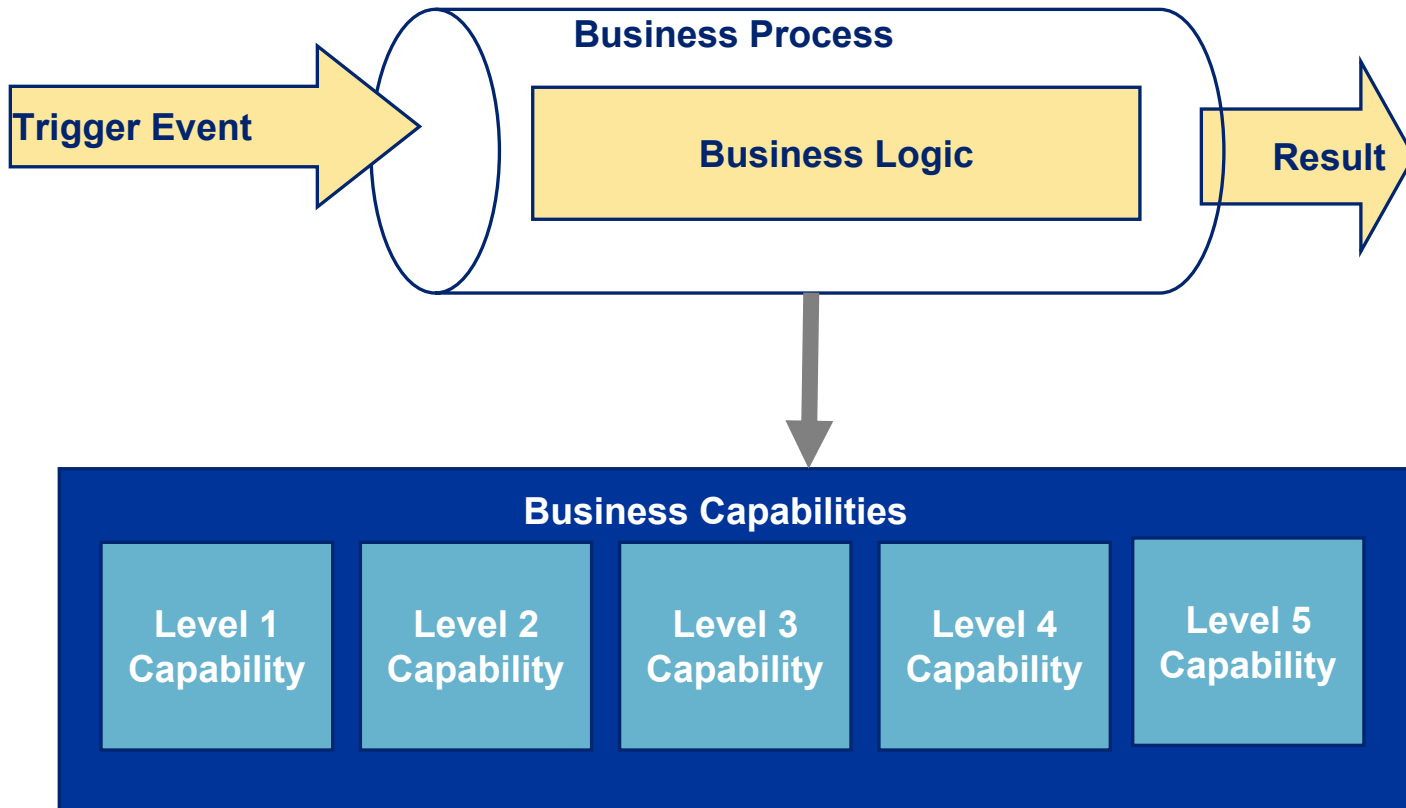 Business Process
Trigger Event
Business Logic
Result
Business Capabilities
Level 1
Capability
Level 2
Capability
Level 3
Capability
Level 4
Capability
Level 5
Capability